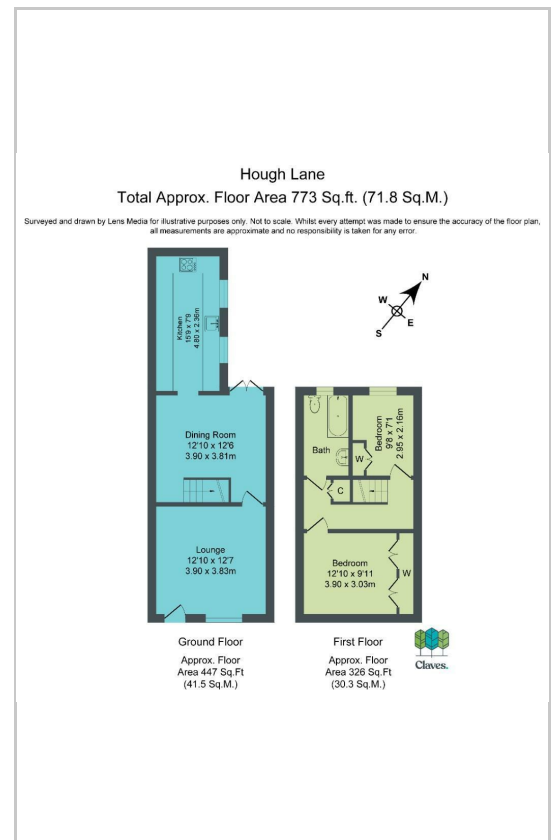 Hough Lane
Total Approx. Floor Area 773 Sq.ft. (71.8 Sq.M.)
Surveyed and drawn by Lens Media for illustrative purposes only. Not to scale. Whilst every attempt was made to ensure the accuracy of the floor plan,
all measurements are approximate and no responsibility is taken for any error.
Kitchen
15'9 x 7'9
4.80 x 2.36m
N
W
E
S
Dining Room
12'10 x 12'6
3.90 x 3.81m
Bath
Bedroom
9'8 x 7'1
2.95 x 2.16m
W
C
Lounge
12'10 x 12'7
3.90 x 3.83m
Bedroom
12'10 x 9'11
3.90 x 3.03m
W
Ground Floor
Approx. Floor
Area 447 Sq.Ft
(41.5 Sq.M.)
First Floor
Approx. Floor
Area 326 Sq.Ft
(30.3 Sq.M.)
Claves.